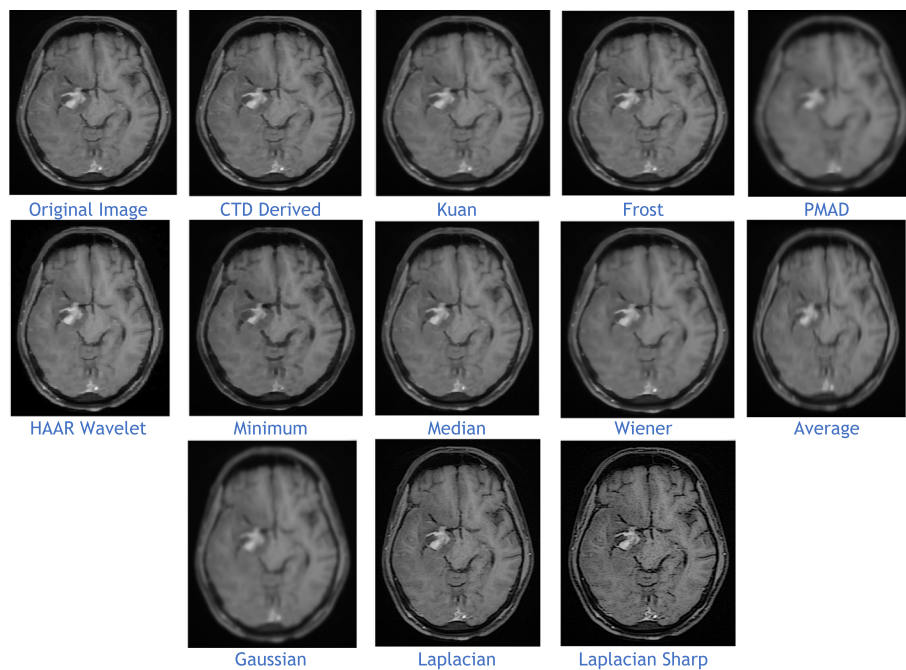 Original Image
CTD Derived
Kuan
Frost
PMAD
HAAR Wavelet
Minimum
Median
Wiener
Average
Gaussian
Laplacian
Laplacian Sharp